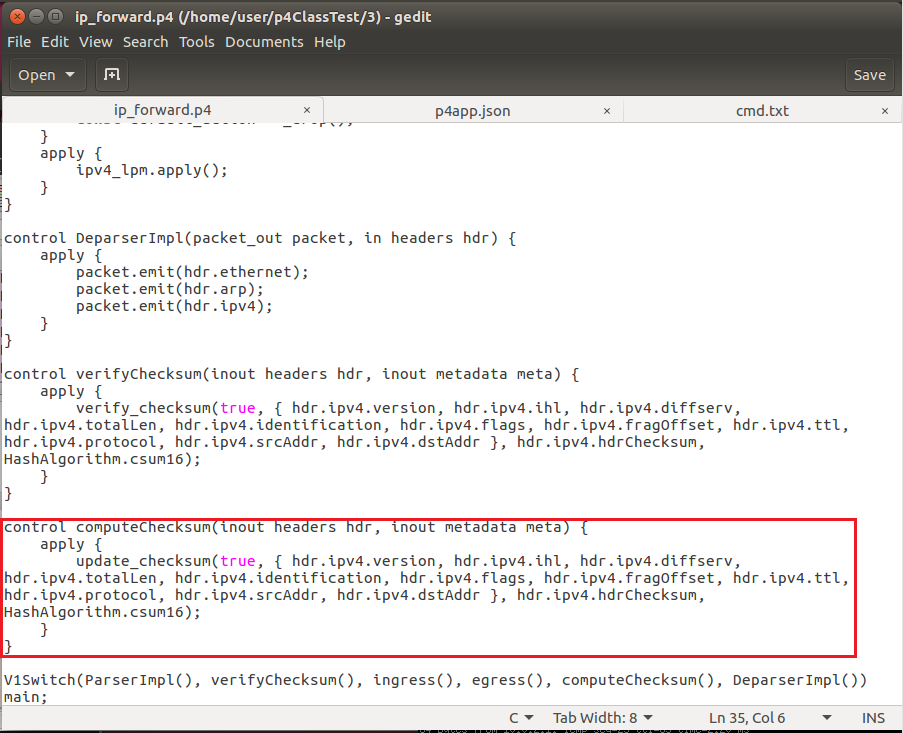 ip_forward.p4 (/home/user/p4ClassTest/3) - gedit
File Edit View Search Tools Documents Help
Open Save
ip_forward.p4 × p4app.json × cmd.txt ×
    }
    apply {
        ipv4_lpm.apply();
    }
}
control DeparserImpl(packet_out packet, in headers hdr) {
    apply {
        packet.emit(hdr.ethernet);
        packet.emit(hdr.arp);
        packet.emit(hdr.ipv4);
    }
}
control verifyChecksum(inout headers hdr, inout metadata meta) {
    apply {
        verify_checksum(true, { hdr.ipv4.version, hdr.ipv4.ihl, hdr.ipv4.diffserv,
hdr.ipv4.totalLen, hdr.ipv4.identification, hdr.ipv4.flags, hdr.ipv4.fragOffset, hdr.ipv4.ttl,
hdr.ipv4.protocol, hdr.ipv4.srcAddr, hdr.ipv4.dstAddr }, hdr.ipv4.hdrChecksum,
HashAlgorithm.csum16);
    }
}
control computeChecksum(inout headers hdr, inout metadata meta) {
    apply {
        update_checksum(true, { hdr.ipv4.version, hdr.ipv4.ihl, hdr.ipv4.diffserv,
hdr.ipv4.totalLen, hdr.ipv4.identification, hdr.ipv4.flags, hdr.ipv4.fragOffset, hdr.ipv4.ttl,
hdr.ipv4.protocol, hdr.ipv4.srcAddr, hdr.ipv4.dstAddr }, hdr.ipv4.hdrChecksum,
HashAlgorithm.csum16);
    }
}
V1Switch(ParserImpl(), verifyChecksum(), ingress(), egress(), computeChecksum(), DeparserImpl())
main;
C Tab Width: 8 Ln 35, Col 6 INS